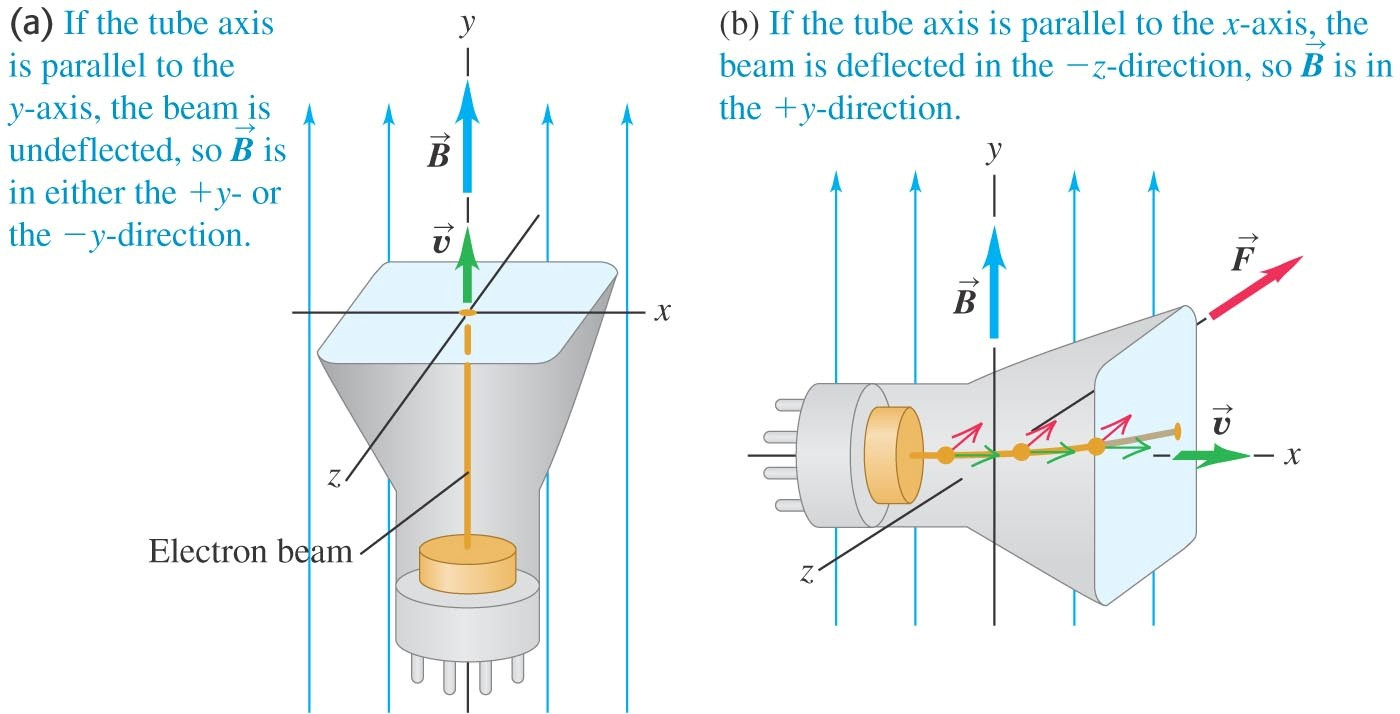 (a) If the tube axis
is parallel to the
y-axis, the beam is
undeflected, so B⃗ is
in either the +y- or
the −y-direction.
y
B⃗
v⃗
x
z
Electron beam
(b) If the tube axis is parallel to the x-axis, the
beam is deflected in the −z-direction, so B⃗ is in
the +y-direction.
y
B⃗
F⃗
v⃗
x
z